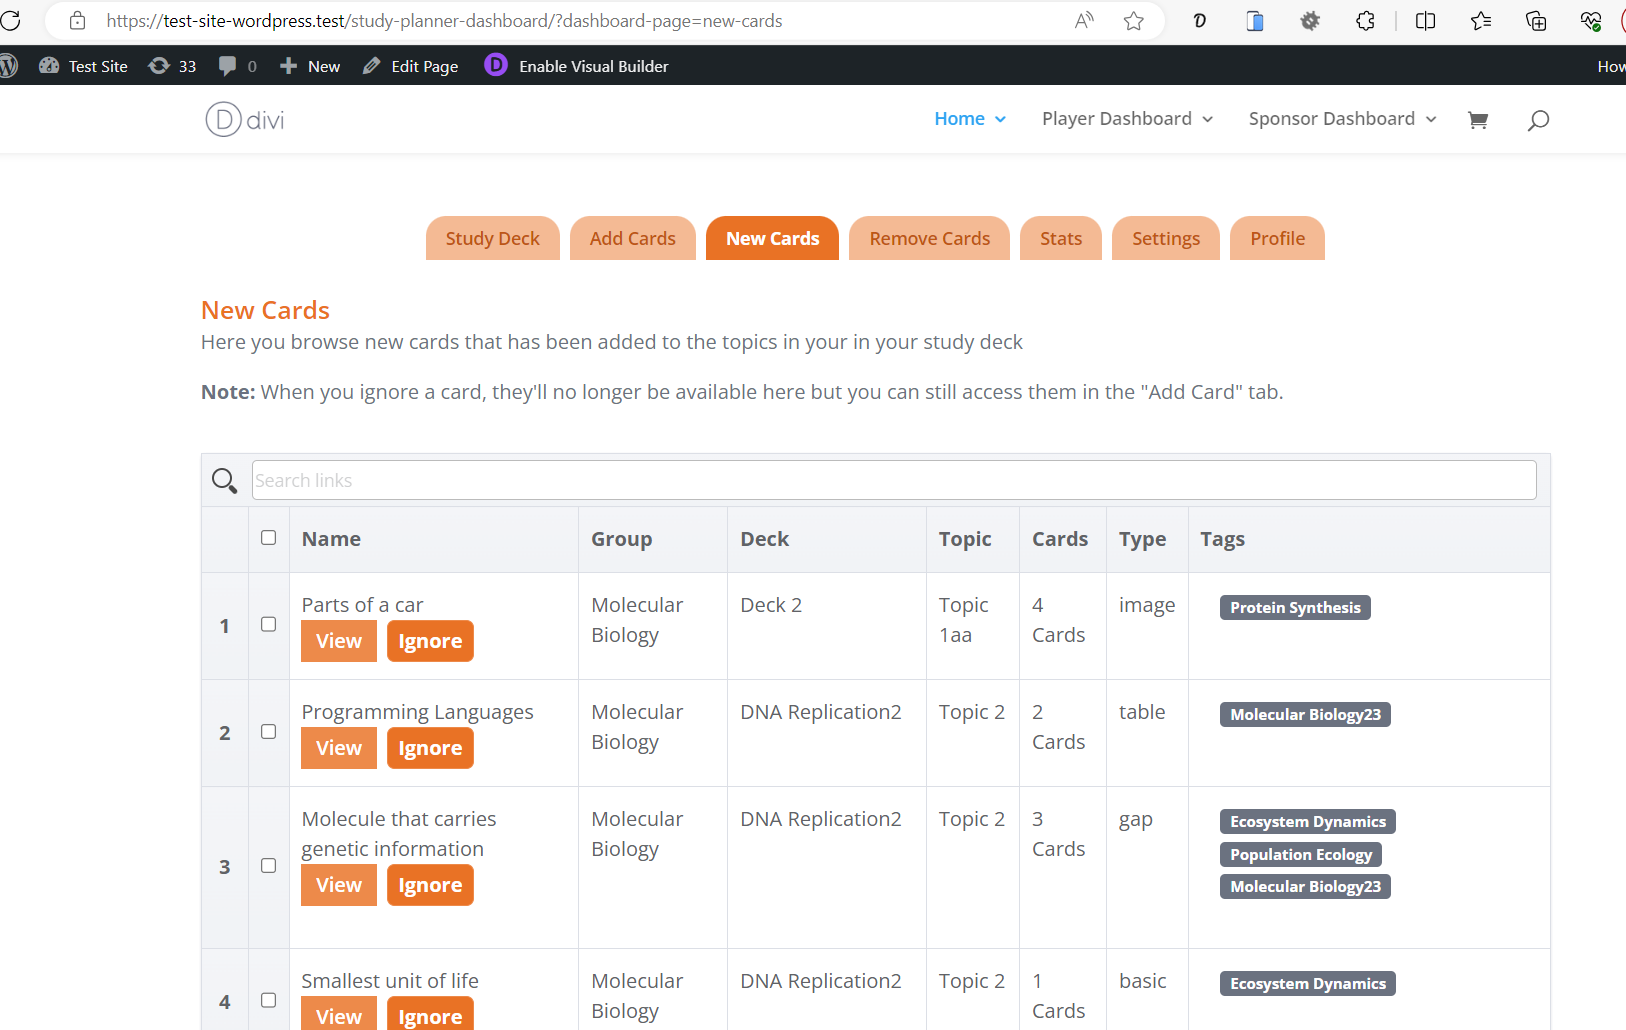 https://test-site-wordpress.test/study-planner-dashboard/?dashboard-page=new-cards
Test Site 33 0 New Edit Page D Enable Visual Builder
D divi Home Player Dashboard Sponsor Dashboard
Study Deck Add Cards New Cards Remove Cards Stats Settings Profile
New Cards
Here you browse new cards that has been added to the topics in your in your study deck
Note: When you ignore a card, they'll no longer be available here but you can still access them in the "Add Card" tab.
Search links
Name Group Deck Topic Cards Type Tags
1 Parts of a car Molecular Biology Deck 2 Topic 1aa 4 Cards image Protein Synthesis
View Ignore
2 Programming Languages Molecular Biology DNA Replication2 Topic 2 2 Cards table Molecular Biology23
View Ignore
3 Molecule that carries genetic information Molecular Biology DNA Replication2 Topic 2 3 Cards gap Ecosystem Dynamics
Population Ecology
Molecular Biology23
View Ignore
4 Smallest unit of life Molecular Biology DNA Replication2 Topic 2 1 Cards basic Ecosystem Dynamics
View Ignore